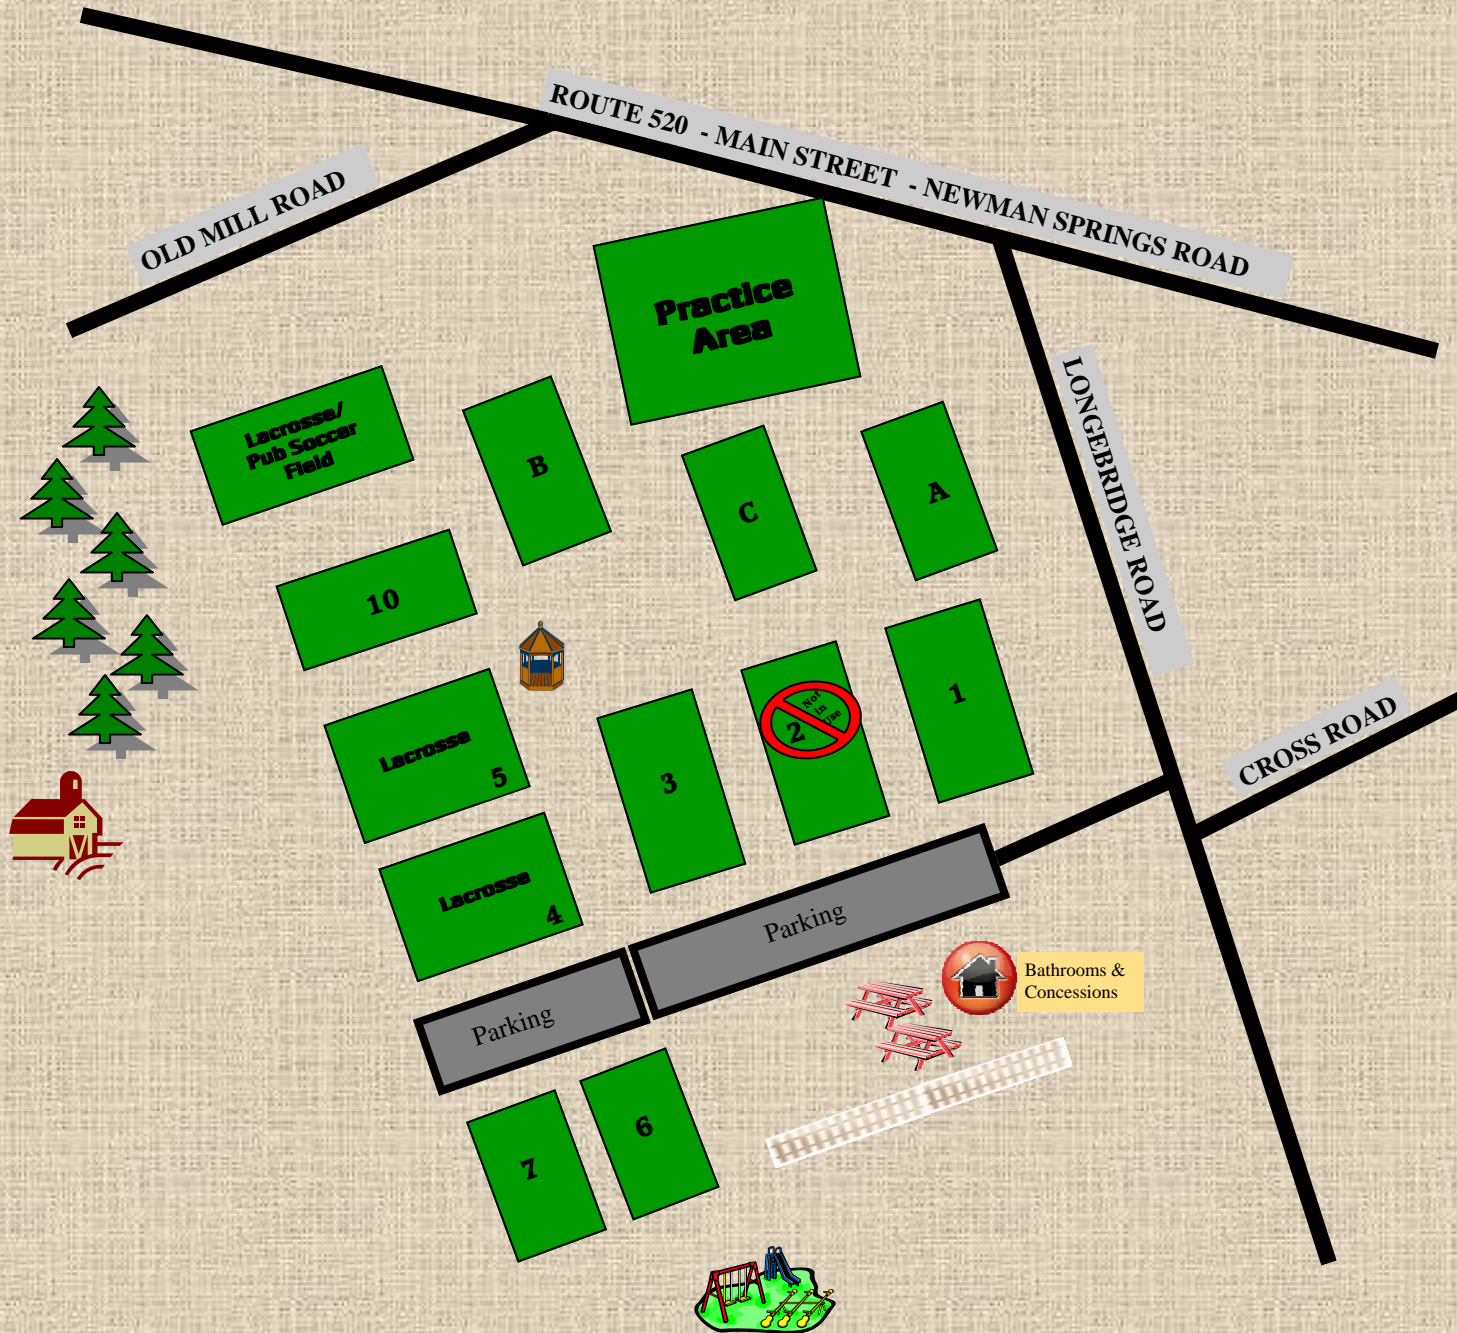 ROUTE 520 - MAIN STREET - NEWMAN SPRINGS ROAD
OLD MILL ROAD
Practice
Area
LONGEBRIDGE ROAD
Lacrosse/
Pub Soccer
Field
B
C
A
10
1
2
Not
in
Use
3
Lacrosse
5
CROSS ROAD
Lacrosse
4
Parking
Parking
Bathrooms &
Concessions
6
7